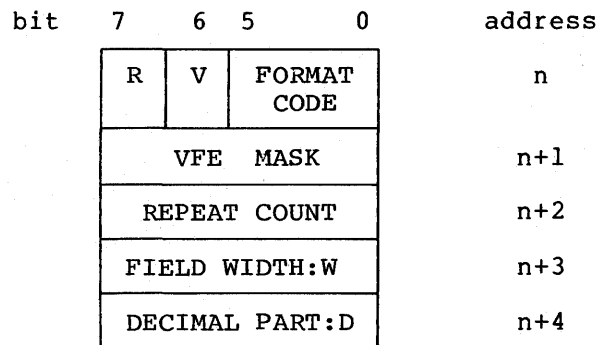 bit 7 6 5 0 address
R V FORMAT CODE n
VFE MASK n+1
REPEAT COUNT n+2
FIELD WIDTH:W n+3
DECIMAL PART:D n+4